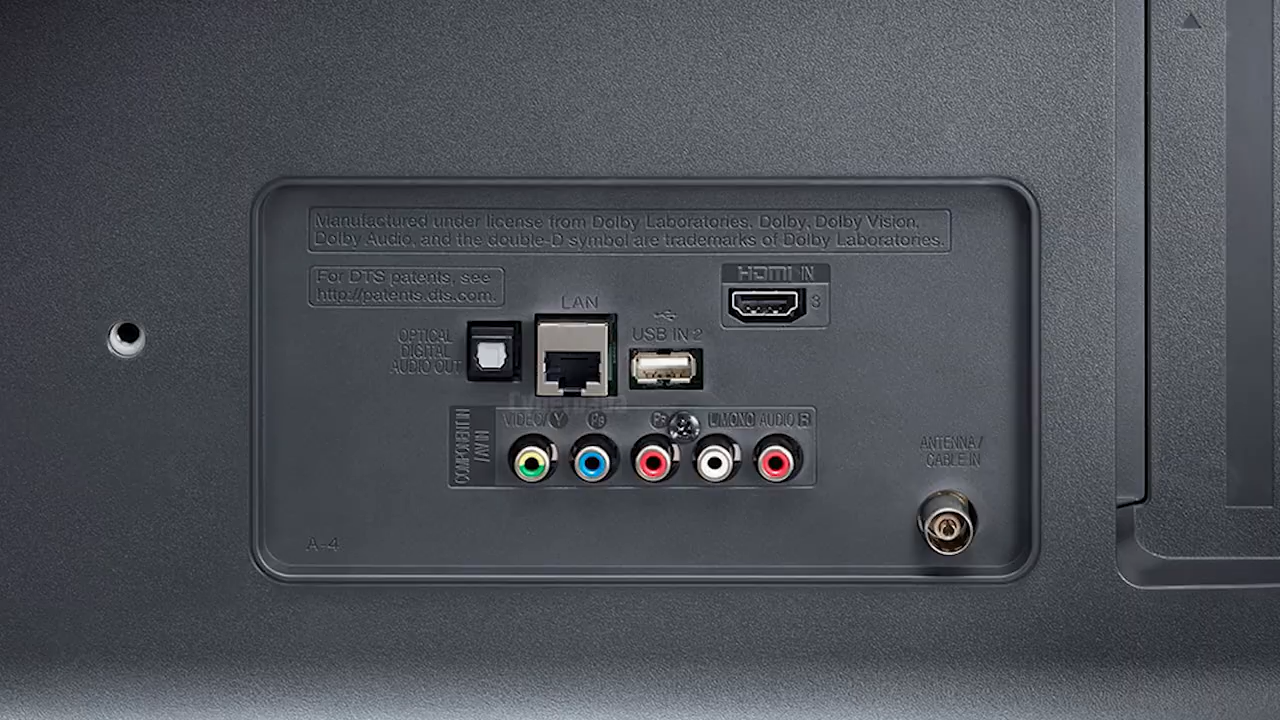 Manufactured under license from Dolby Laboratories. Dolby, Dolby Vision,
Dolby Audio, and the double-D symbol are trademarks of Dolby Laboratories.
For DTS patents, see
http://patents.dts.com.
HDMI IN
3
LAN
USB IN 2
OPTICAL
DIGITAL
AUDIO OUT
COMPONENT IN
/AV IN
VIDEO/Y PB PR L/MONO AUDIO R
ANTENNA/
CABLE IN
A-4